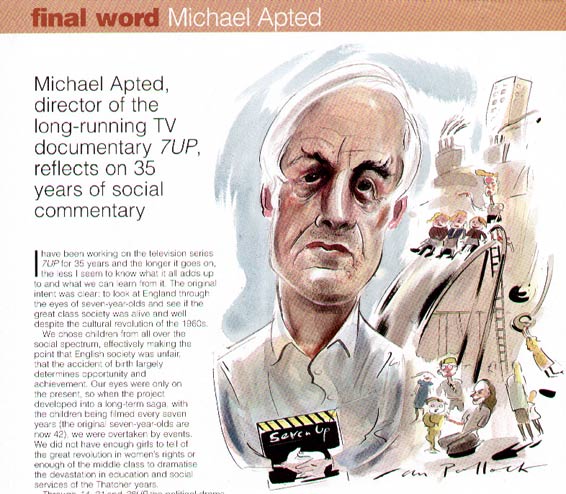 final word Michael Apted
Michael Apted,
director of the
long-running TV
documentary 7UP,
reflects on 35
years of social
commentary
I have been working on the television series
7UP for 35 years and the longer it goes on,
the less I seem to know what it all adds up
to and what we can learn from it. The original
intent was clear: to look at England through
the eyes of seven-year-olds and see if the
great class society was alive and well
despite the cultural revolution of the 1960s.
We chose children from all over the
social spectrum, effectively making the
point that English society was unfair,
that the accident of birth largely
determines opportunity and
achievement. Our eyes were only on
the present, so when the project
developed into a long-term saga, with
the children being filmed every seven
years (the original seven-year-olds are
now 42), we were overtaken by events.
We did not have enough girls to tell of
the great revolution in women's rights or
enough of the middle class to dramatise
the devastation in education and social
services of the Thatcher years.
Through 14, 21 and 28UP the political drama
Seven Up
Ian Pollock